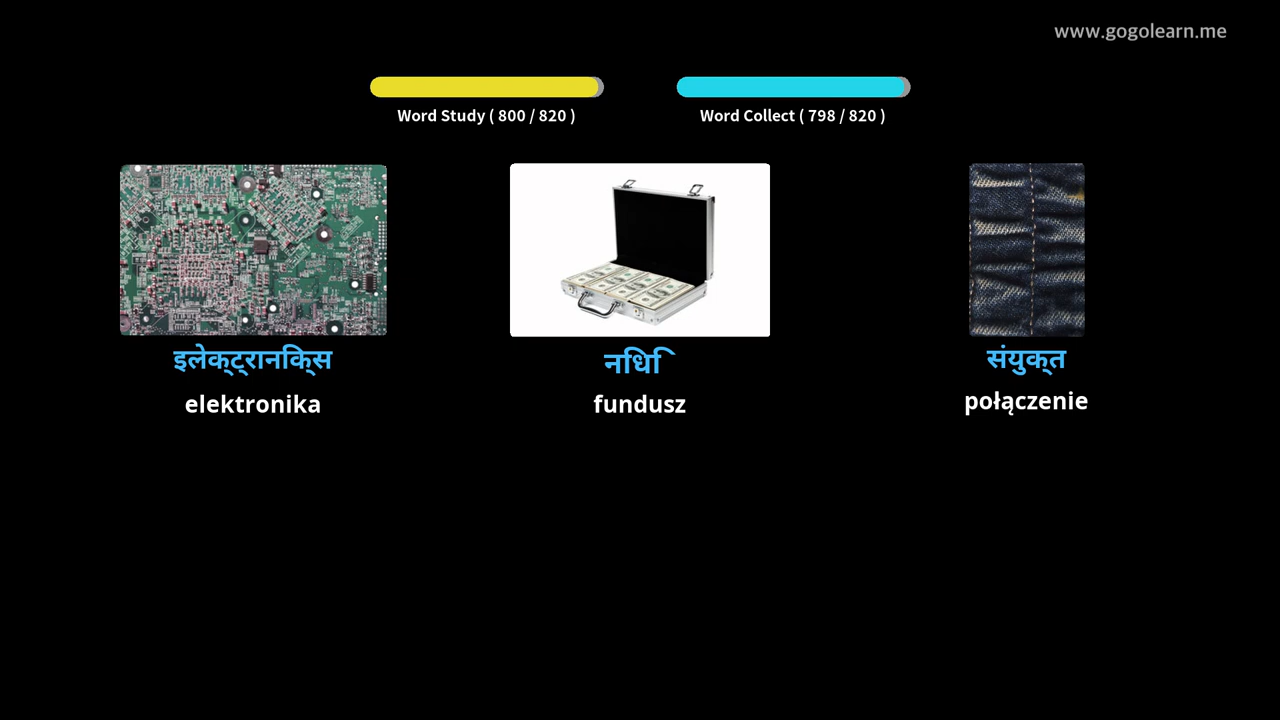 www.gogolearn.me
Word Study ( 800 / 820 )
Word Collect ( 798 / 820 )
इलेक्ट्रानिक्स
निधि
संयुक्त
elektronika
fundusz
połączenie